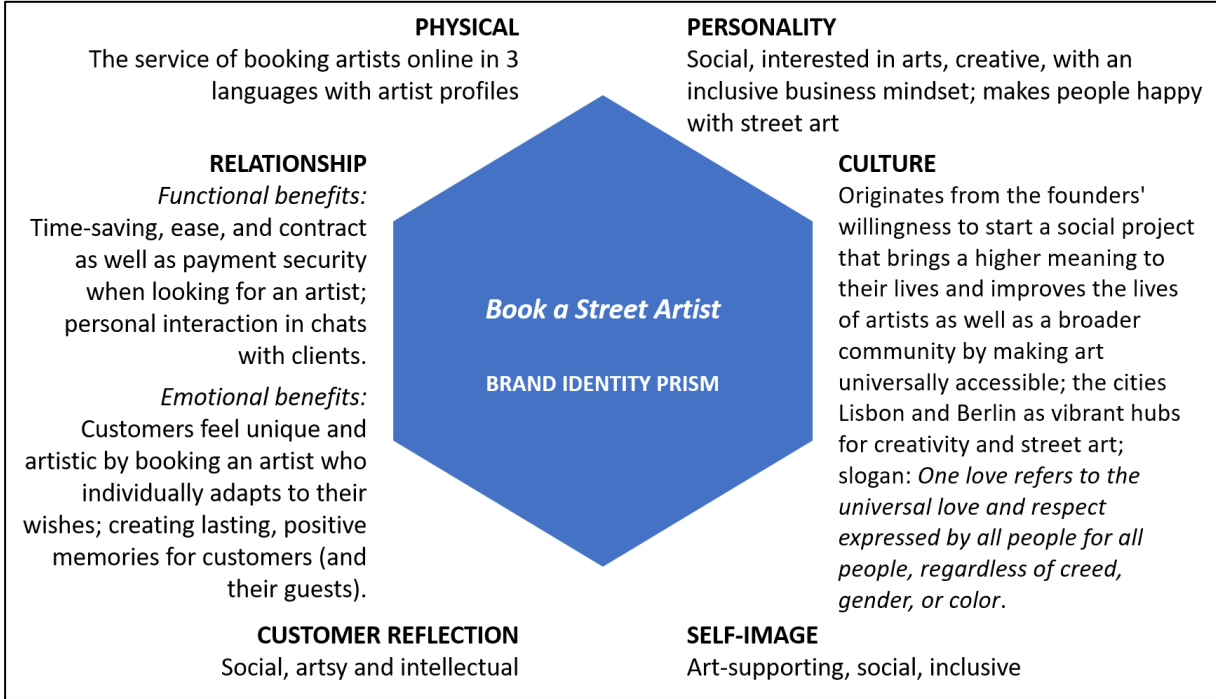 PHYSICAL
The service of booking artists online in 3
languages with artist profiles
PERSONALITY
Social, interested in arts, creative, with an
inclusive business mindset; makes people happy
with street art
RELATIONSHIP
Functional benefits:
Time-saving, ease, and contract
as well as payment security
when looking for an artist;
personal interaction in chats
with clients.
Emotional benefits:
Customers feel unique and
artistic by booking an artist who
individually adapts to their
wishes; creating lasting, positive
memories for customers (and
their guests).
Book a Street Artist
BRAND IDENTITY PRISM
CULTURE
Originates from the founders'
willingness to start a social project
that brings a higher meaning to
their lives and improves the lives
of artists as well as a broader
community by making art
universally accessible; the cities
Lisbon and Berlin as vibrant hubs
for creativity and street art;
slogan: One love refers to the
universal love and respect
expressed by all people for all
people, regardless of creed,
gender, or color.
CUSTOMER REFLECTION
Social, artsy and intellectual
SELF-IMAGE
Art-supporting, social, inclusive